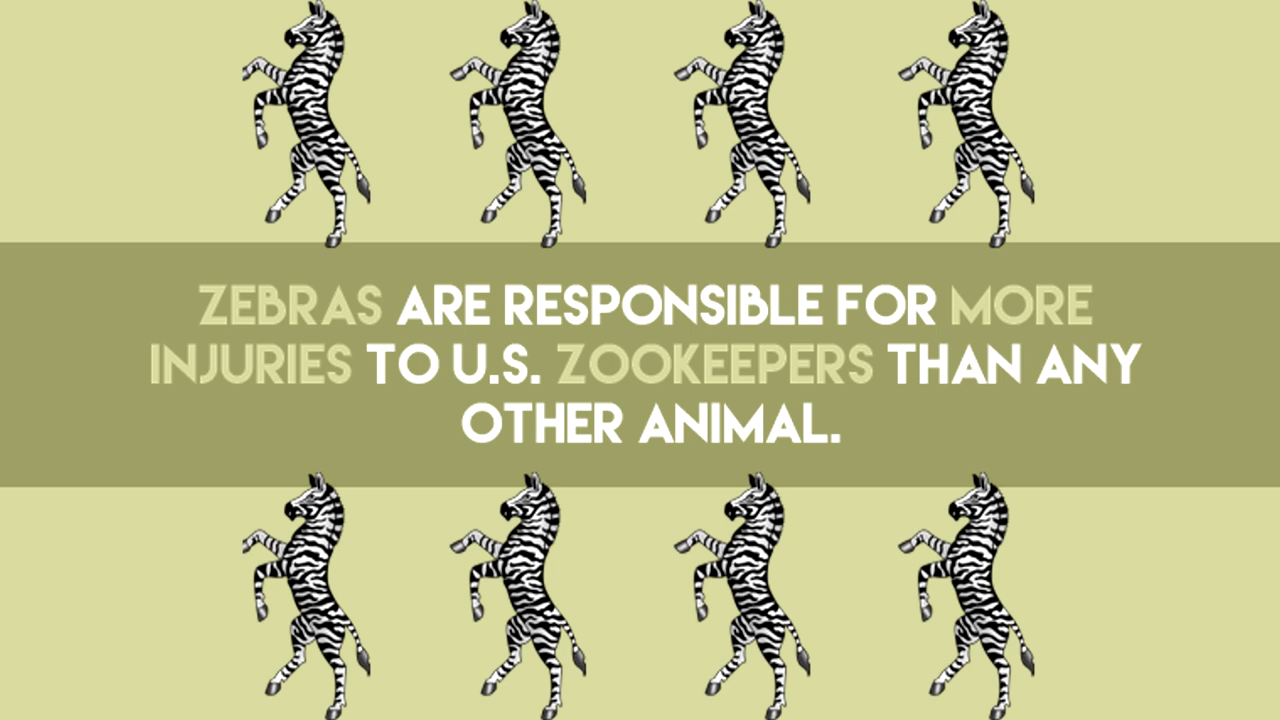 ZEBRAS ARE RESPONSIBLE FOR MORE
INJURIES TO U.S. ZOOKEEPERS THAN ANY
OTHER ANIMAL.